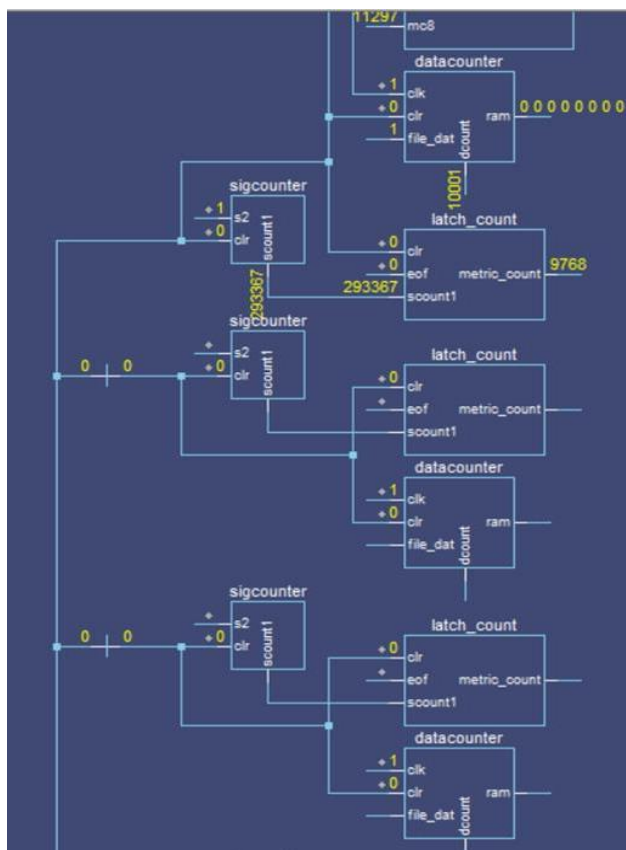 11297
mc8
datacounter
1 clk
0 clr ram 0 0 0 0 0 0 0 0
1 file_dat
dcount
10001
sigcounter
1 s2
0 clr
scount1
293367
latch_count
0 clr
0 eof metric_count 9768
293367 scount1
sigcounter
s2
0 0 0 clr
scount1
latch_count
0 clr
eof metric_count
scount1
datacounter
1 clk
0 clr ram
file_dat
dcount
sigcounter
s2
0 0 0 clr
scount1
latch_count
0 clr
eof metric_count
scount1
datacounter
1 clk
0 clr ram
file_dat
dcount